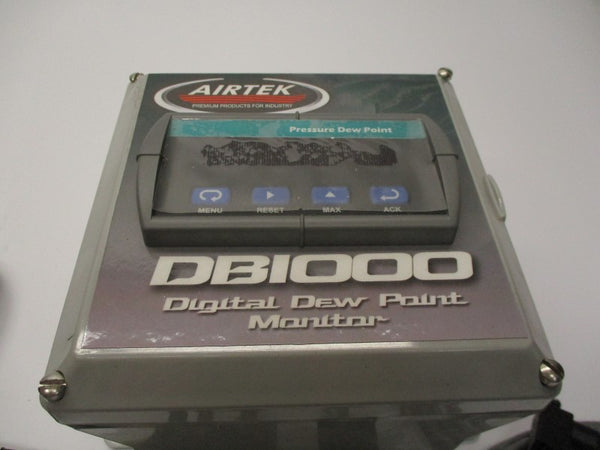 AIRTEK
PREMIUM PRODUCTS FOR INDUSTRY
Pressure Dew Point
MENU RESET MAX ACK
DB1000
Digital Dew Point
Monitor